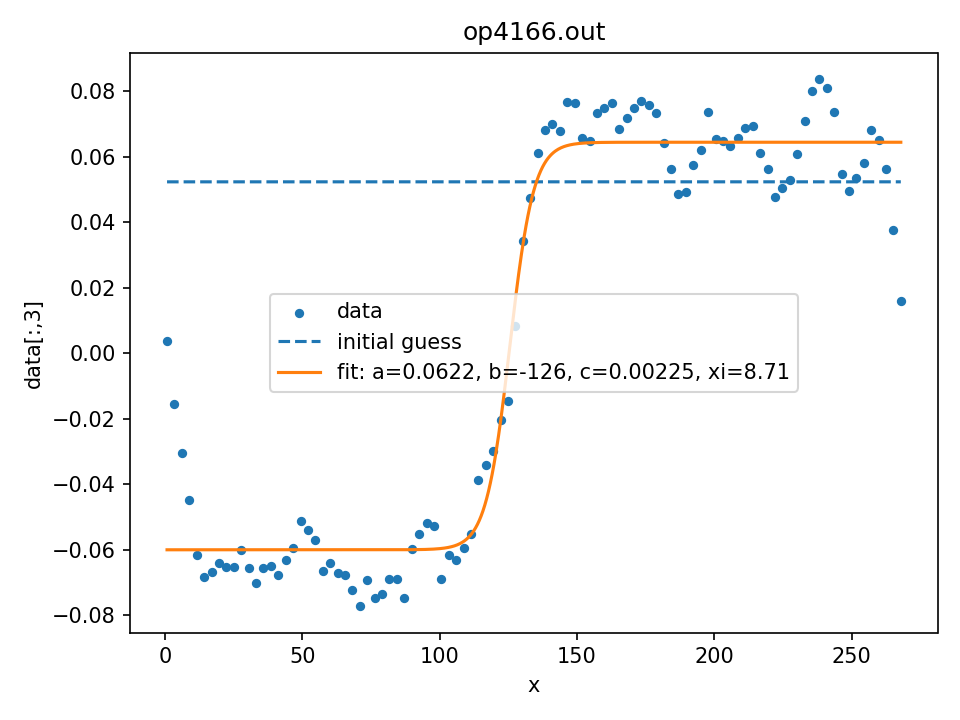 op4166.out
data[:,3]
0.08
0.06
0.04
0.02
0.00
−0.02
−0.04
−0.06
−0.08
data
initial guess
fit: a=0.0622, b=-126, c=0.00225, xi=8.71
0 50 100 150 200 250
x